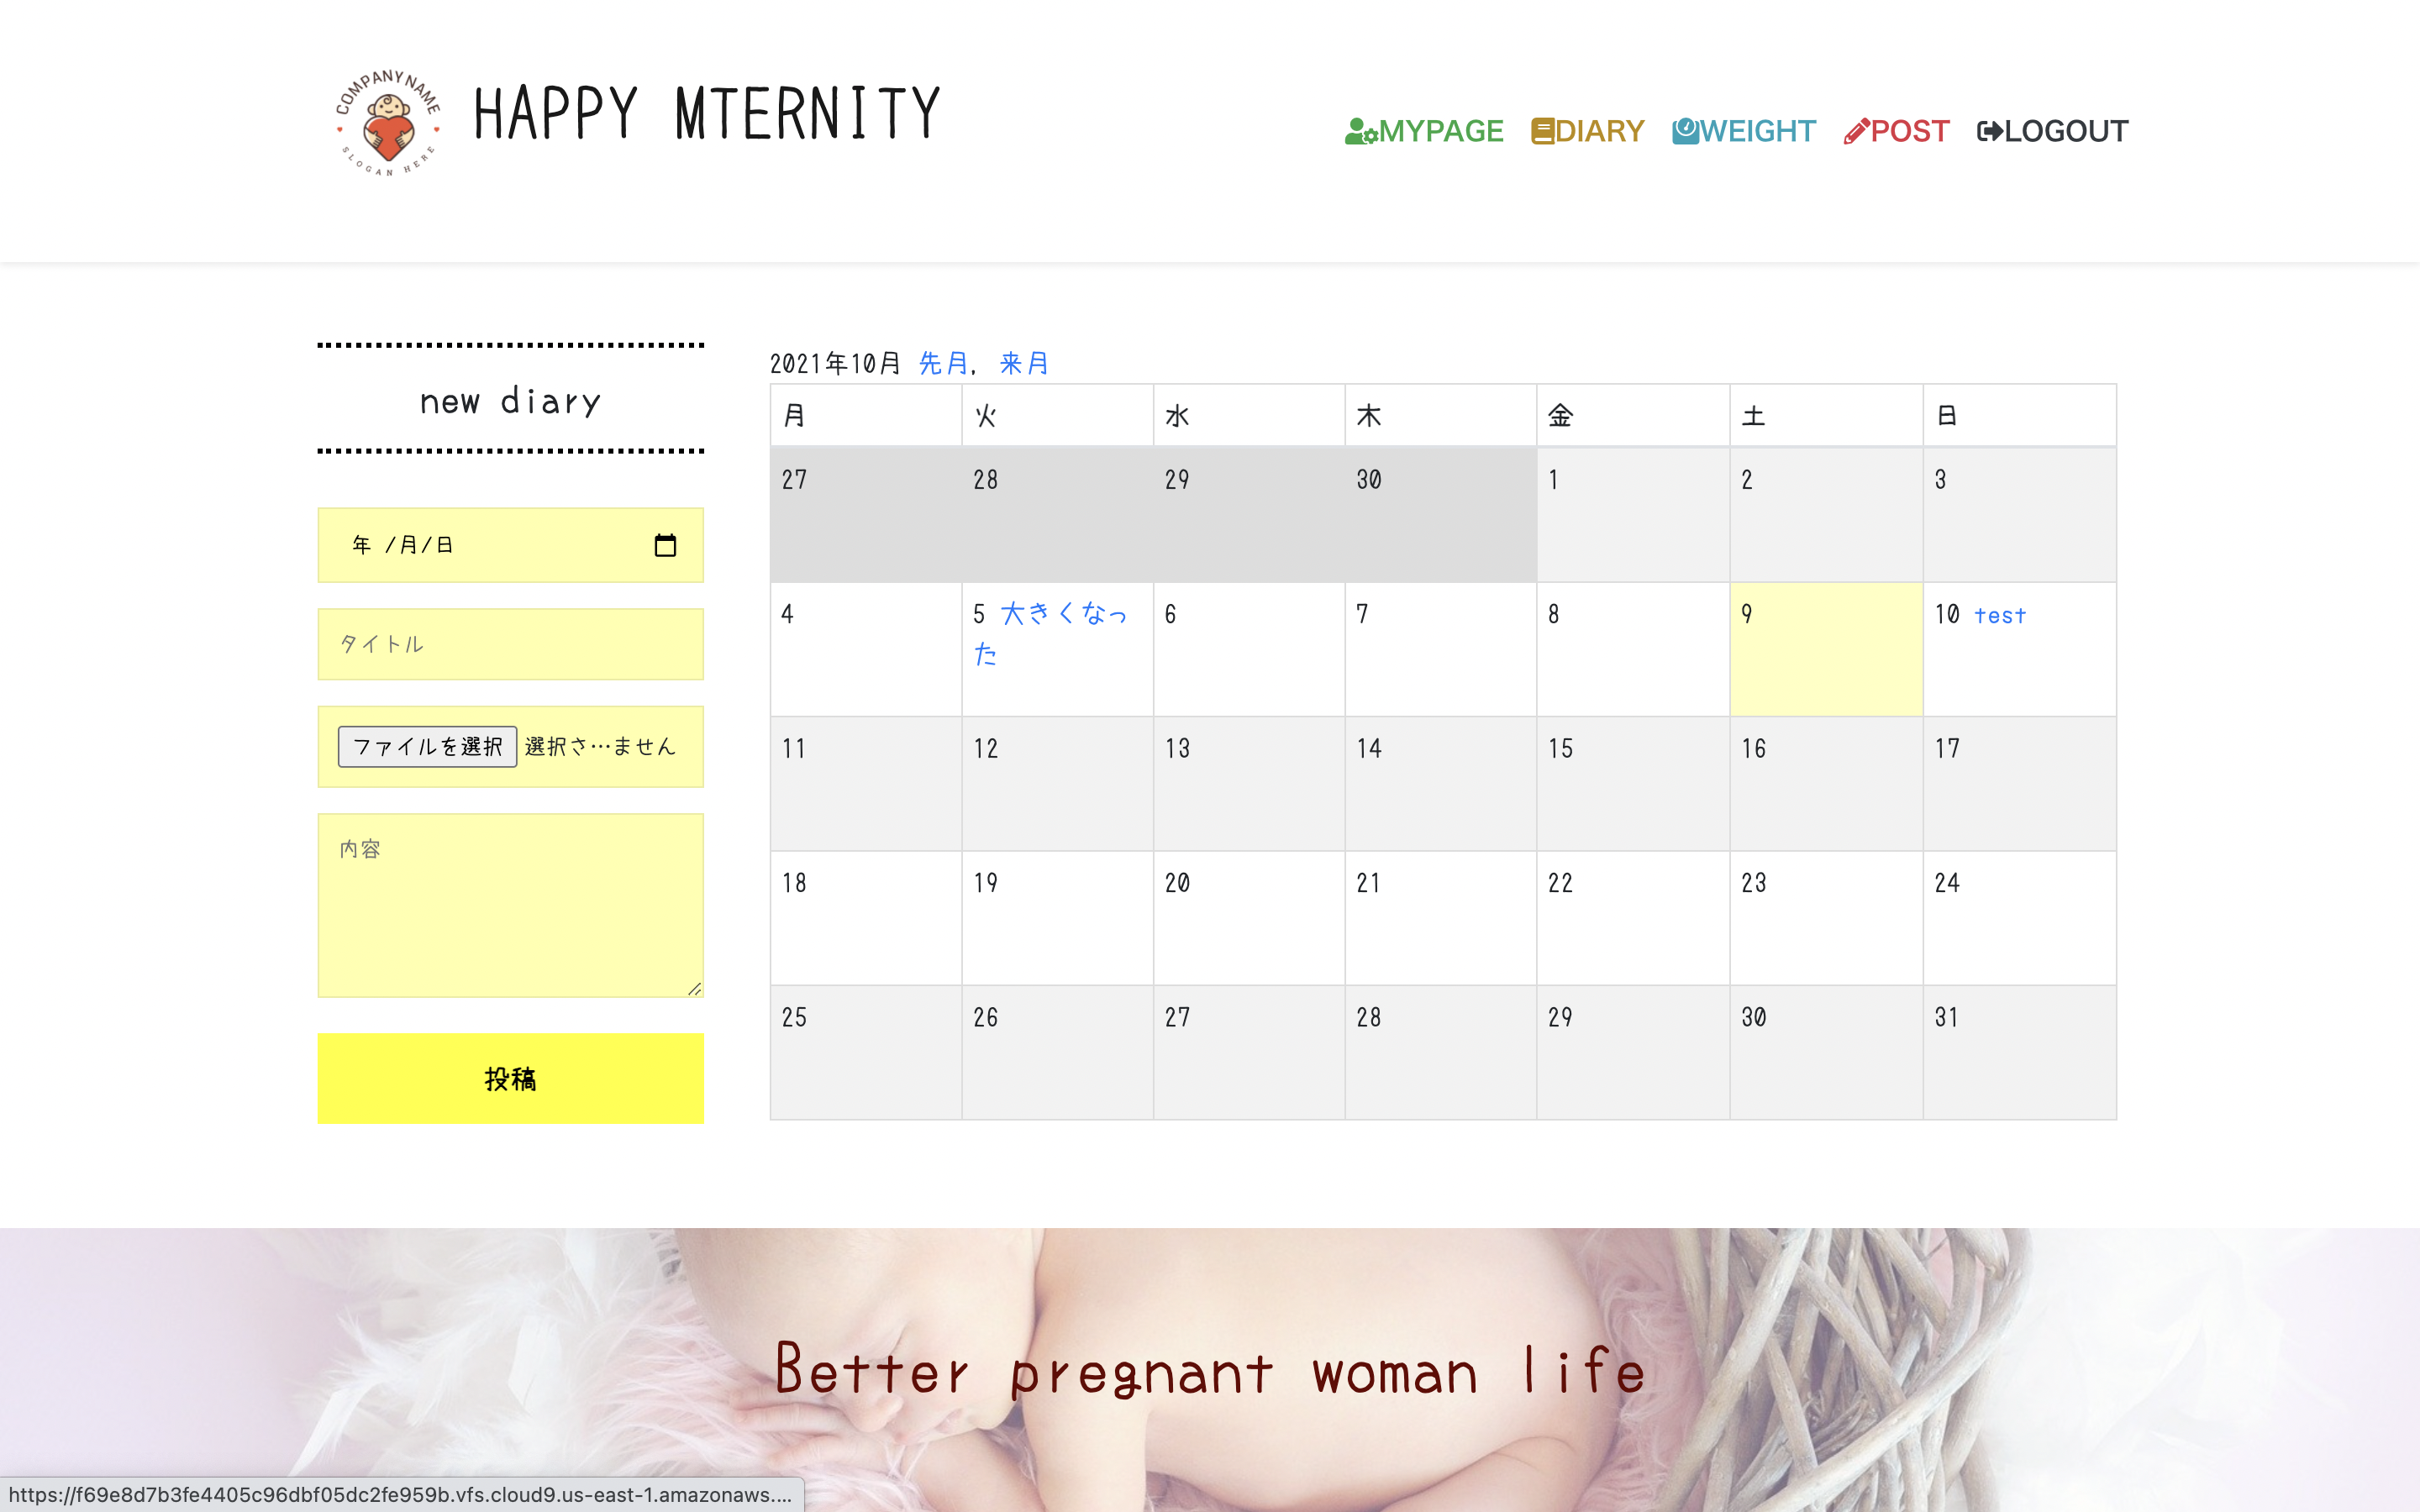 COMPANY NAME
SLOGAN HERE
HAPPY MTERNITY
MYPAGE DIARY WEIGHT POST LOGOUT
new diary
年 /月/日
タイトル
ファイルを選択 選択さ…ません
内容
投稿
2021年10月 先月, 来月
月 火 水 木 金 土 日
27 28 29 30 1 2 3
4 5 大きくなっ 6 7 8 9 10 test
た
11 12 13 14 15 16 17
18 19 20 21 22 23 24
25 26 27 28 29 30 31
Better pregnant woman life
https://f69e8d7b3fe4405c96dbf05dc2fe959b.vfs.cloud9.us-east-1.amazonaws.…